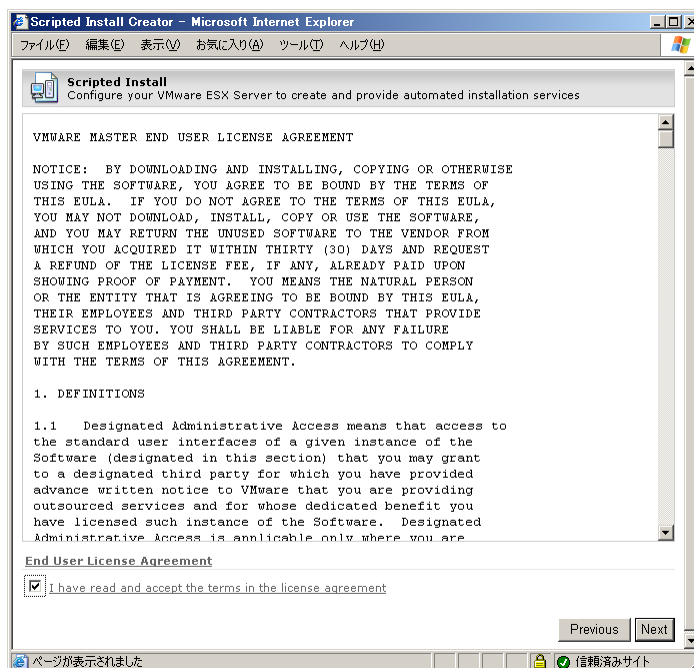 Scripted Install Creator - Microsoft Internet Explorer
ファイル(F) 編集(E) 表示(V) お気に入り(A) ツール(T) ヘルプ(H)
Scripted Install
Configure your VMware ESX Server to create and provide automated installation services
VMWARE MASTER END USER LICENSE AGREEMENT
NOTICE: BY DOWNLOADING AND INSTALLING, COPYING OR OTHERWISE
USING THE SOFTWARE, YOU AGREE TO BE BOUND BY THE TERMS OF
THIS EULA. IF YOU DO NOT AGREE TO THE TERMS OF THIS EULA,
YOU MAY NOT DOWNLOAD, INSTALL, COPY OR USE THE SOFTWARE,
AND YOU MAY RETURN THE UNUSED SOFTWARE TO THE VENDOR FROM
WHICH YOU ACQUIRED IT WITHIN THIRTY (30) DAYS AND REQUEST
A REFUND OF THE LICENSE FEE, IF ANY, ALREADY PAID UPON
SHOWING PROOF OF PAYMENT. YOU MEANS THE NATURAL PERSON
OR THE ENTITY THAT IS AGREEING TO BE BOUND BY THIS EULA,
THEIR EMPLOYEES AND THIRD PARTY CONTRACTORS THAT PROVIDE
SERVICES TO YOU. YOU SHALL BE LIABLE FOR ANY FAILURE
BY SUCH EMPLOYEES AND THIRD PARTY CONTRACTORS TO COMPLY
WITH THE TERMS OF THIS AGREEMENT.
1. DEFINITIONS
1.1 Designated Administrative Access means that access to
the standard user interfaces of a given instance of the
Software (designated in this section) that you may grant
to a designated third party for which you have provided
advance written notice to VMware that you are providing
outsourced services and for whose dedicated benefit you
have licensed such instance of the Software. Designated
Administrative Access is applicable only where you are
End User License Agreement
I have read and accept the terms in the license agreement
Previous Next
ページが表示されました 信頼済みサイト